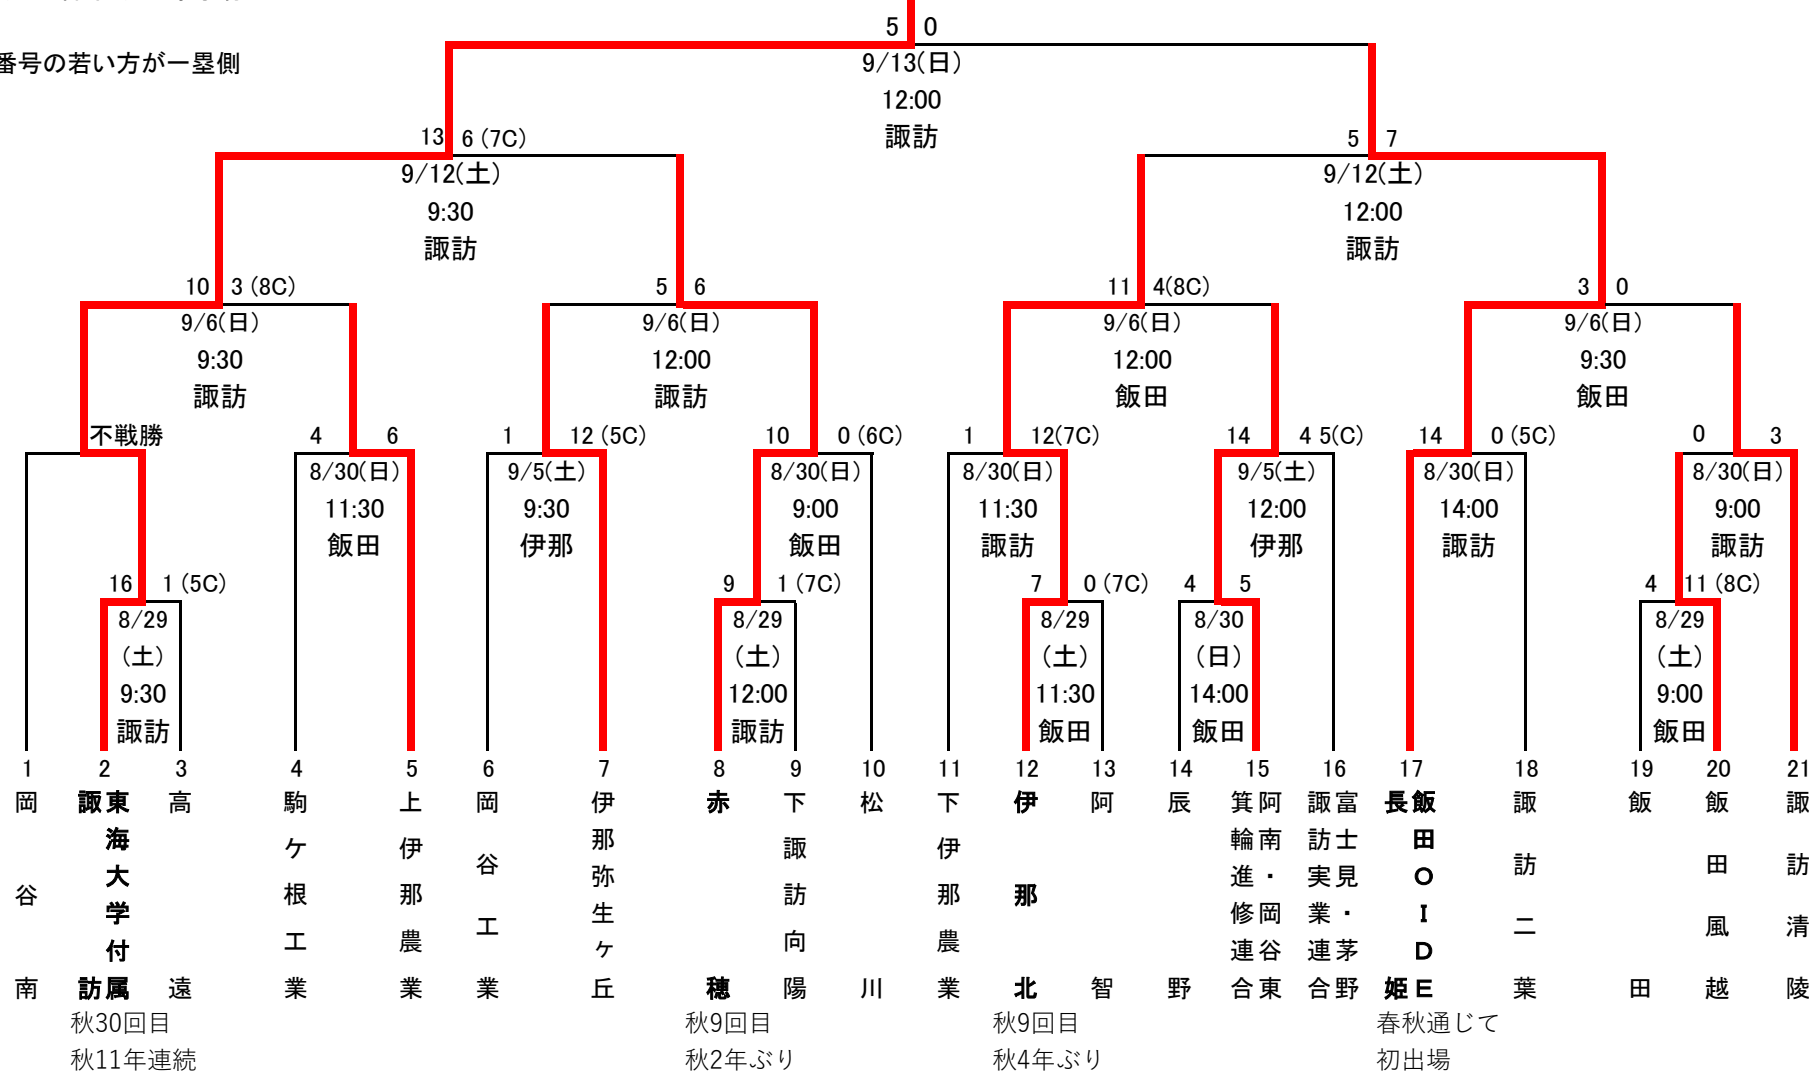 5 0
番号の若い方が一塁側
9/13(日)
12:00
諏訪
13 6 (7C)
9/12(土)
9:30
諏訪
5 7
9/12(土)
12:00
諏訪
10 3 (8C)
9/6(日)
9:30
諏訪
5 6
9/6(日)
12:00
諏訪
11 4(8C)
9/6(日)
12:00
飯田
3 0
9/6(日)
9:30
飯田
不戦勝
4 6
8/30(日)
11:30
飯田
1 12 (5C)
9/5(土)
9:30
伊那
10 0 (6C)
8/30(日)
9:00
飯田
1 12(7C)
8/30(日)
11:30
諏訪
14 4 5(C)
9/5(土)
12:00
伊那
14 0 (5C)
8/30(日)
14:00
諏訪
0 3
8/30(日)
9:00
諏訪
16 1 (5C)
8/29
(土)
9:30
諏訪
9 1 (7C)
8/29
(土)
12:00
諏訪
7 0 (7C)
8/29
(土)
11:30
飯田
4 5
8/30
(日)
14:00
飯田
4 11 (8C)
8/29
(土)
9:00
飯田
1
岡谷南
2
東海大学付属
諏訪
3
高遠
4
駒ケ根工業
5
上伊那農業
6
岡谷工業
7
伊那弥生ヶ丘
8
赤穂
9
下諏訪向陽
10
松川
11
下伊那農業
12
伊那北
13
阿智
14
辰野
15
阿南・岡谷東
箕輪進修連合
16
富士見・茅野
諏訪実業連合
17
飯田OIDE
長姫
18
諏訪二葉
19
飯田
20
飯田風越
21
諏訪清陵
秋30回目
秋11年連続
秋9回目
秋2年ぶり
秋9回目
秋4年ぶり
春秋通じて
初出場